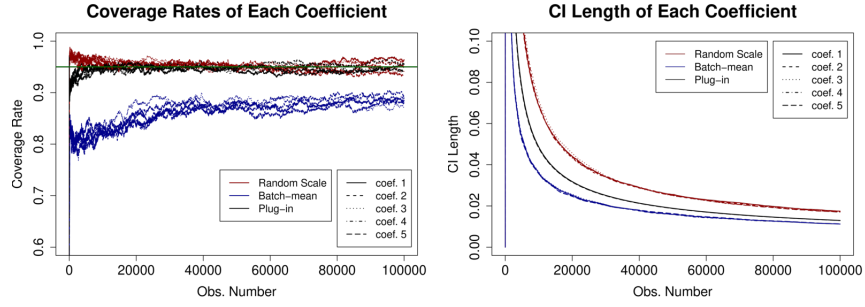 Coverage Rates of Each Coefficient
Coverage Rate
1.0
0.9
0.8
0.7
0.6
Random Scale
Batch−mean
Plug−in
coef. 1
coef. 2
coef. 3
coef. 4
coef. 5
0
20000
40000
60000
80000
100000
Obs. Number
CI Length of Each Coefficient
CI Length
0.10
0.08
0.06
0.04
0.02
0.00
Random Scale
Batch−mean
Plug−in
coef. 1
coef. 2
coef. 3
coef. 4
coef. 5
0
20000
40000
60000
80000
100000
Obs. Number